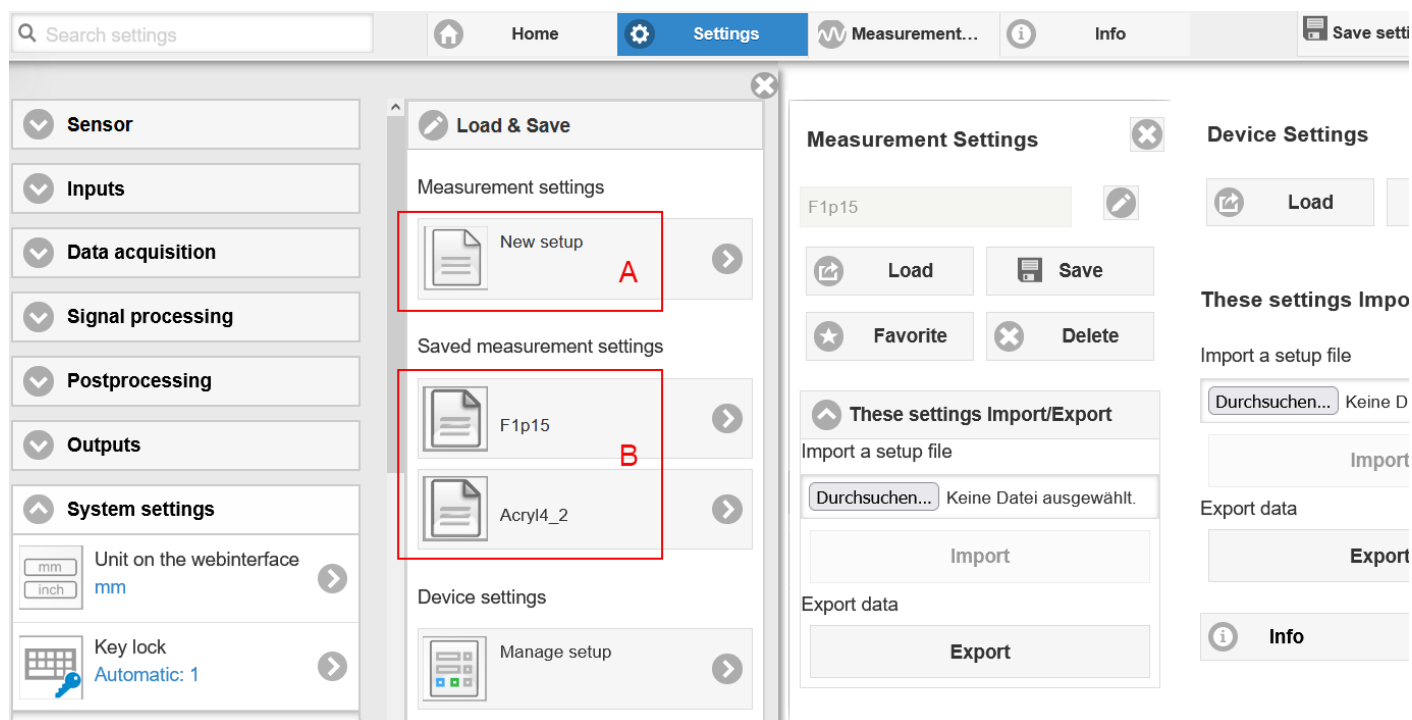 Search settings
Home
Settings
Measurement...
Info
Save setti
Sensor
Inputs
Data acquisition
Signal processing
Postprocessing
Outputs
System settings
mm
inch
Unit on the webinterface
mm
Key lock
Automatic: 1
Load & Save
Measurement settings
New setup
A
Saved measurement settings
F1p15
B
Acryl4_2
Device settings
Manage setup
Measurement Settings
F1p15
Load
Save
Favorite
Delete
These settings Import/Export
Import a setup file
Durchsuchen... Keine Datei ausgewählt.
Import
Export data
Export
Device Settings
Load
These settings Impo
Import a setup file
Durchsuchen... Keine D
Import
Export data
Export
Info